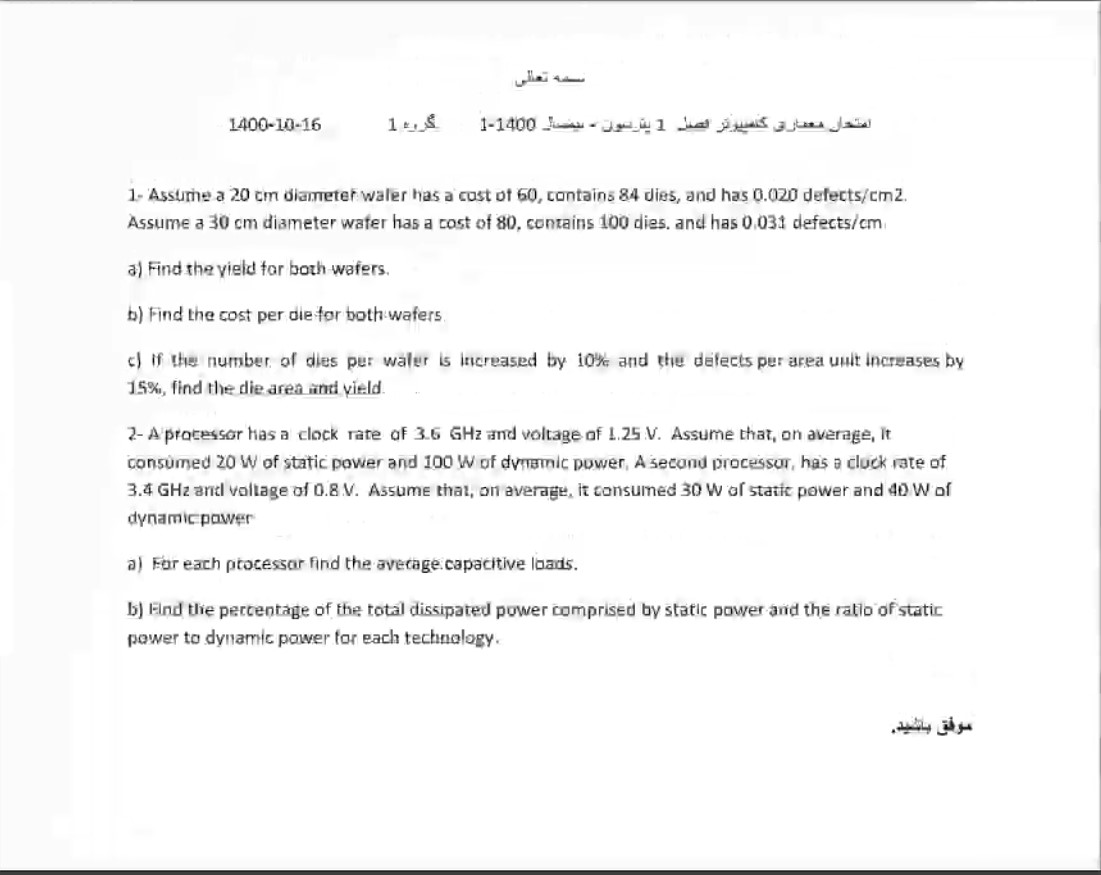 بسمه تعالی
امتحان معماری کامپیوتر فصل 1 پترسون - نیمسال 1400-1 گروه 1 1400-10-16
1- Assume a 20 cm diameter wafer has a cost of 60, contains 84 dies, and has 0.020 defects/cm2.
Assume a 30 cm diameter wafer has a cost of 80, contains 100 dies, and has 0.031 defects/cm
a) Find the yield for both wafers.
b) Find the cost per die for both wafers
c) If the number of dies per wafer is increased by 10% and the defects per area unit increases by
15%, find the die area and yield.
2- A processor has a clock rate of 3.6 GHz and voltage of 1.25 V. Assume that, on average, it
consumed 20 W of static power and 100 W of dynamic power. A second processor, has a clock rate of
3.4 GHz and voltage of 0.8 V. Assume that, on average, it consumed 30 W of static power and 40 W of
dynamic power
a) For each processor find the average capacitive loads.
b) Find the percentage of the total dissipated power comprised by static power and the ratio of static
power to dynamic power for each technology.
موفق باشید.